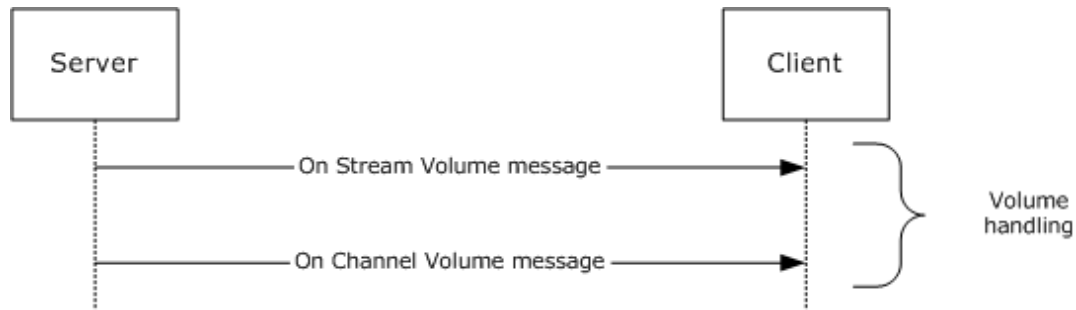 Server
Client
On Stream Volume message
Volume
handling
On Channel Volume message